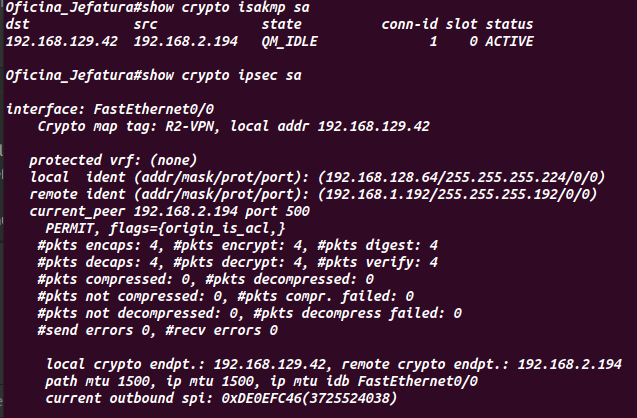 Oficina_Jefatura#show crypto isakmp sa
dst src state conn-id slot status
192.168.129.42 192.168.2.194 QM_IDLE 1 0 ACTIVE
Oficina_Jefatura#show crypto ipsec sa
interface: FastEthernet0/0
Crypto map tag: R2-VPN, local addr 192.168.129.42
protected vrf: (none)
local ident (addr/mask/prot/port): (192.168.128.64/255.255.255.224/0/0)
remote ident (addr/mask/prot/port): (192.168.1.192/255.255.255.192/0/0)
current_peer 192.168.2.194 port 500
PERMIT, flags={origin_is_acl,}
#pkts encaps: 4, #pkts encrypt: 4, #pkts digest: 4
#pkts decaps: 4, #pkts decrypt: 4, #pkts verify: 4
#pkts compressed: 0, #pkts decompressed: 0
#pkts not compressed: 0, #pkts compr. failed: 0
#pkts not decompressed: 0, #pkts decompress failed: 0
#send errors 0, #recv errors 0
local crypto endpt.: 192.168.129.42, remote crypto endpt.: 192.168.2.194
path mtu 1500, ip mtu 1500, ip mtu idb FastEthernet0/0
current outbound spi: 0xDE0EFC46(3725524038)